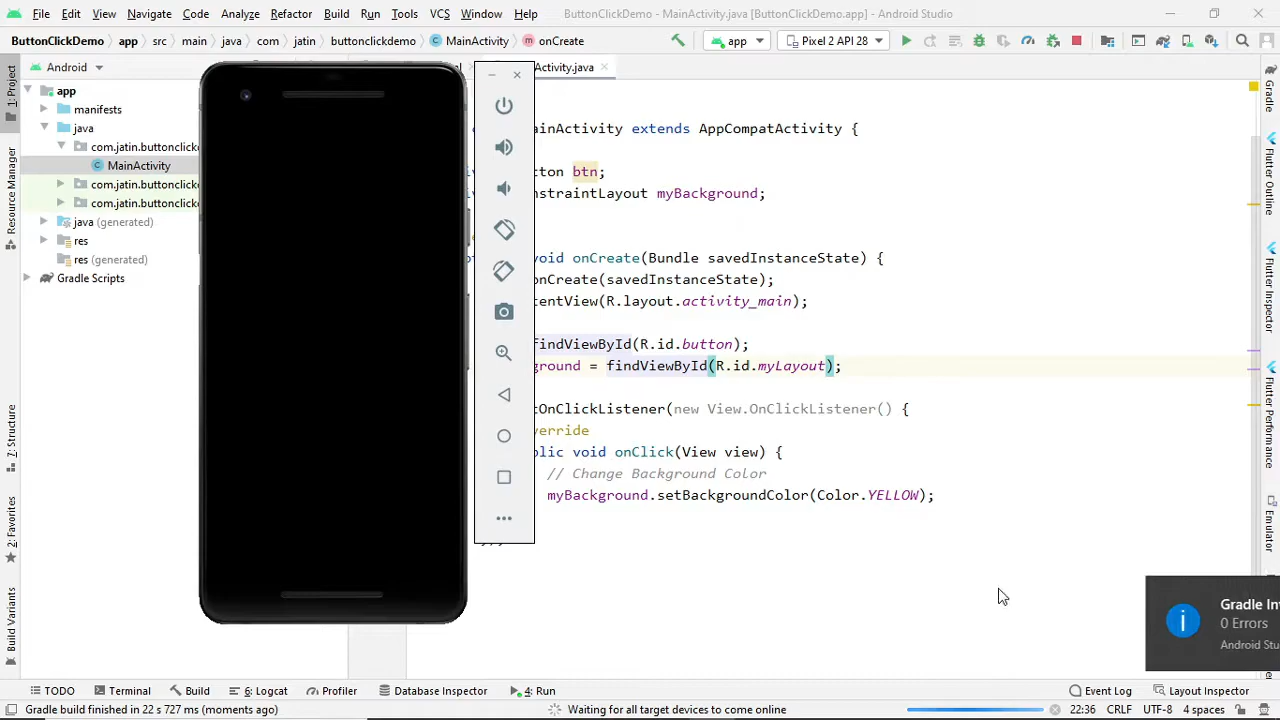 File Edit View Navigate Code Analyze Refactor Build Run Tools VCS Window Help ButtonClickDemo - MainActivity.java [ButtonClickDemo.app] - Android Studio
ButtonClickDemo app src main java com jatin buttonclickdemo MainActivity onCreate app Pixel 2 API 28
Android
Activity.java
app
manifests
java
com.jatin.buttonclick
MainActivity
com.jatin.buttonclick
com.jatin.buttonclick
java (generated)
res
res (generated)
Gradle Scripts
1: Project
Resource Manager
Z: Structure
2: Favorites
Build Variants
ainActivity extends AppCompatActivity {
tton btn;
nstraintLayout myBackground;
void onCreate(Bundle savedInstanceState) {
onCreate(savedInstanceState);
tentView(R.layout.activity_main);
findViewById(R.id.button);
ground = findViewById(R.id.myLayout);
tOnClickListener(new View.OnClickListener() {
verride
blic void onClick(View view) {
// Change Background Color
myBackground.setBackgroundColor(Color.YELLOW);
Gradle
Flutter Outline
Flutter Inspector
Flutter Performance
Emulator
Gradle In
0 Errors
Android Stu
TODO Terminal Build 6: Logcat Profiler Database Inspector 4: Run Event Log Layout Inspector
Gradle build finished in 22 s 727 ms (moments ago) Waiting for all target devices to come online 22:36 CRLF UTF-8 4 spaces